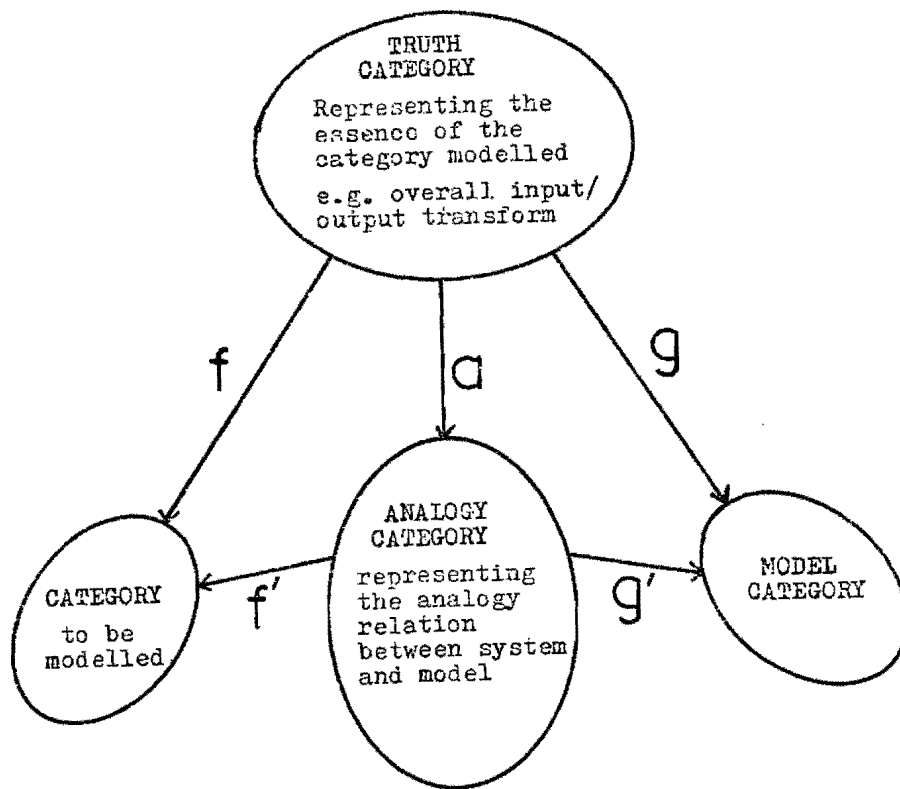 TRUTH
CATEGORY
Representing the
essence of the
category modelled
e.g. overall input/
output transform
f
a
g
ANALOGY
CATEGORY
representing
the analogy
relation
between system
and model
CATEGORY
to be
modelled
f'
g'
MODEL
CATEGORY